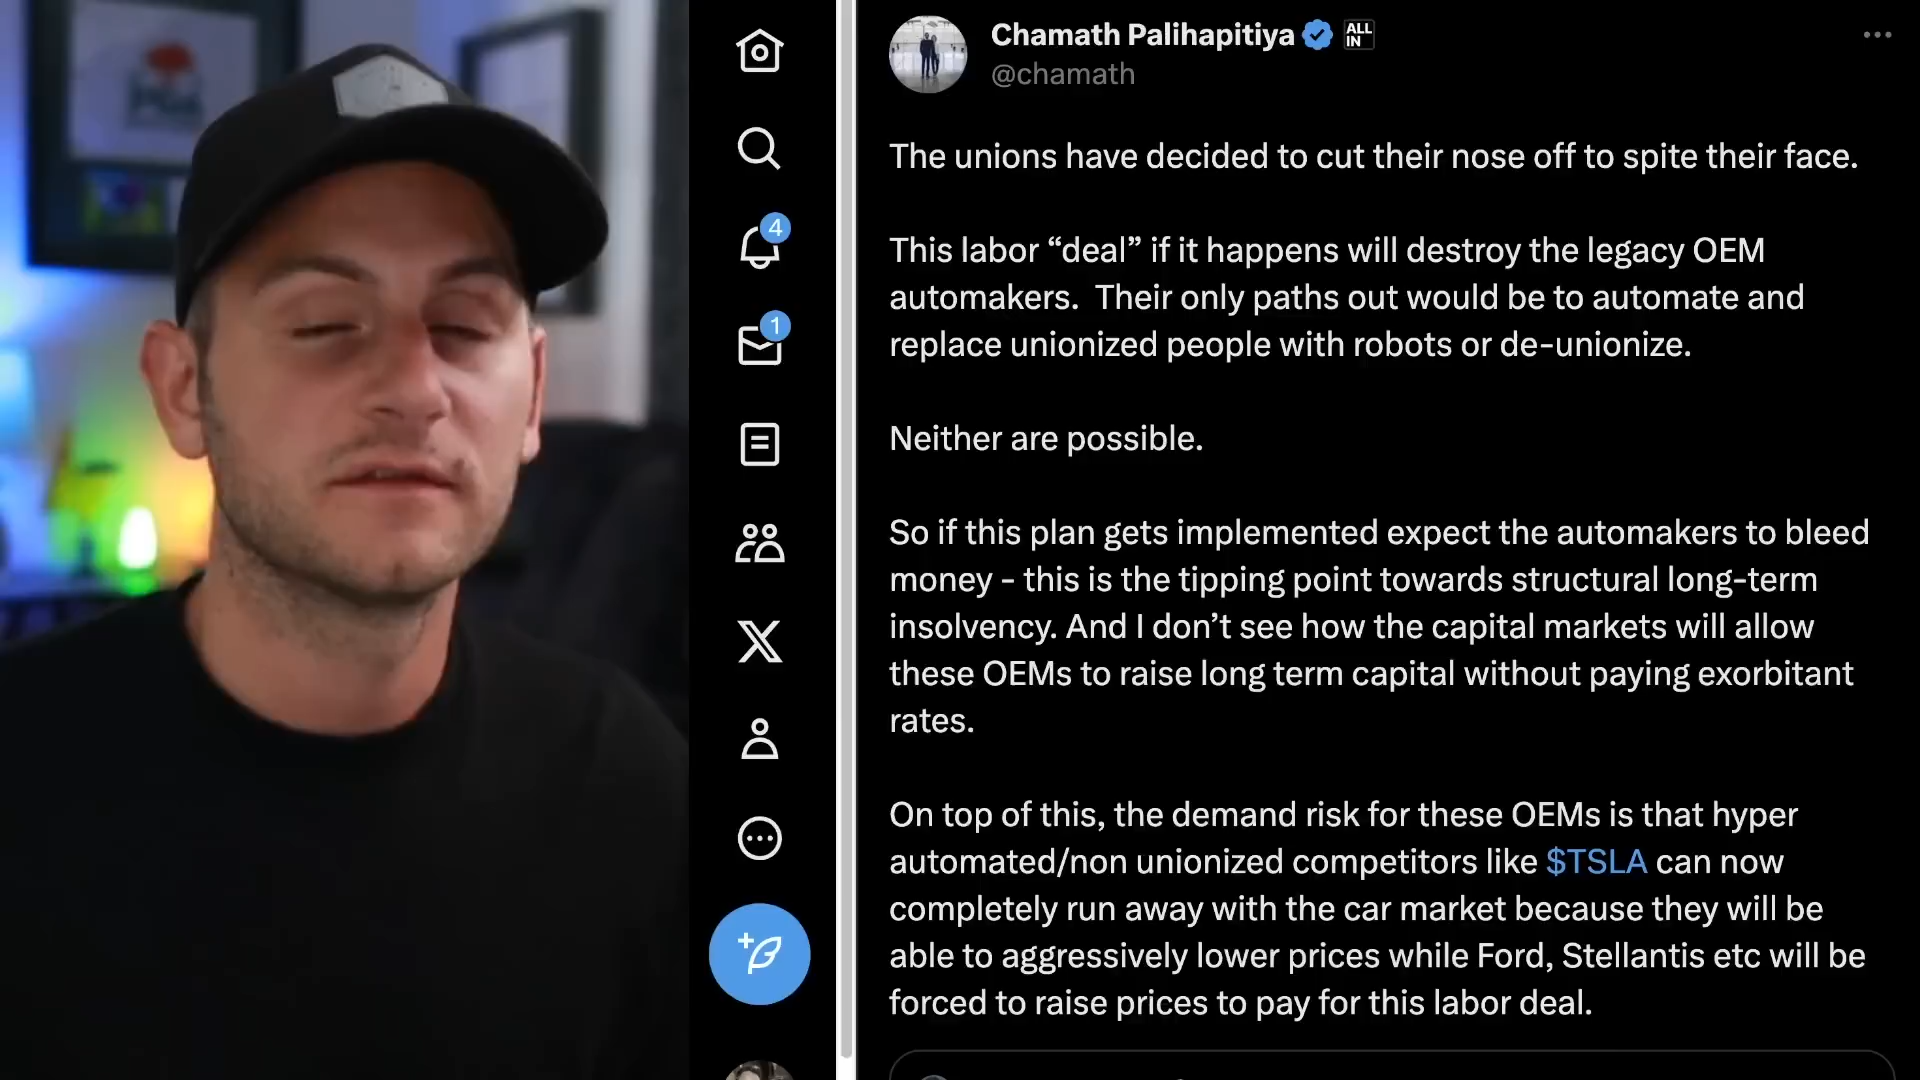 Chamath Palihapitiya ALL IN
@chamath
The unions have decided to cut their nose off to spite their face.
This labor “deal” if it happens will destroy the legacy OEM
automakers.  Their only paths out would be to automate and
replace unionized people with robots or de-unionize.
Neither are possible.
So if this plan gets implemented expect the automakers to bleed
money - this is the tipping point towards structural long-term
insolvency. And I don’t see how the capital markets will allow
these OEMs to raise long term capital without paying exorbitant
rates.
On top of this, the demand risk for these OEMs is that hyper
automated/non unionized competitors like $TSLA can now
completely run away with the car market because they will be
able to aggressively lower prices while Ford, Stellantis etc will be
forced to raise prices to pay for this labor deal.
4
1